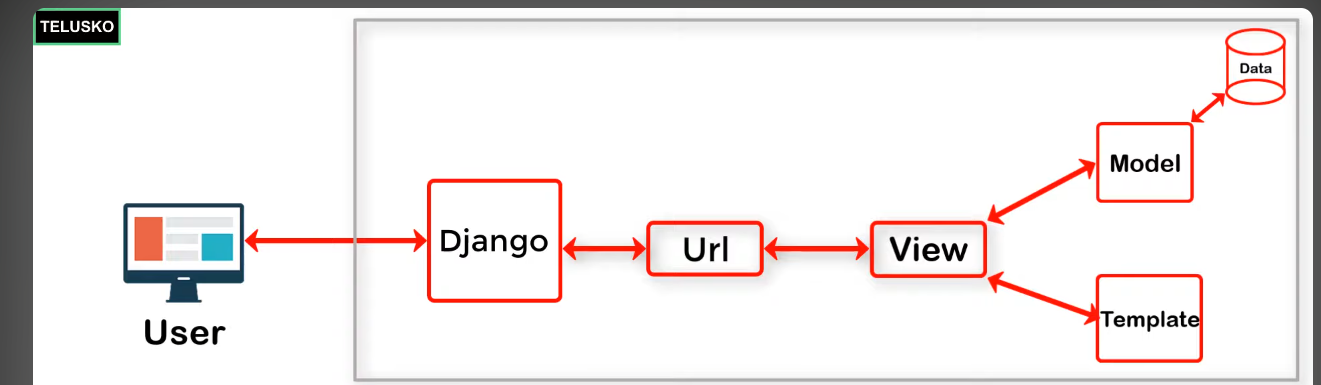 TELUSKO
Data
Model
Django
Url
View
Template
User